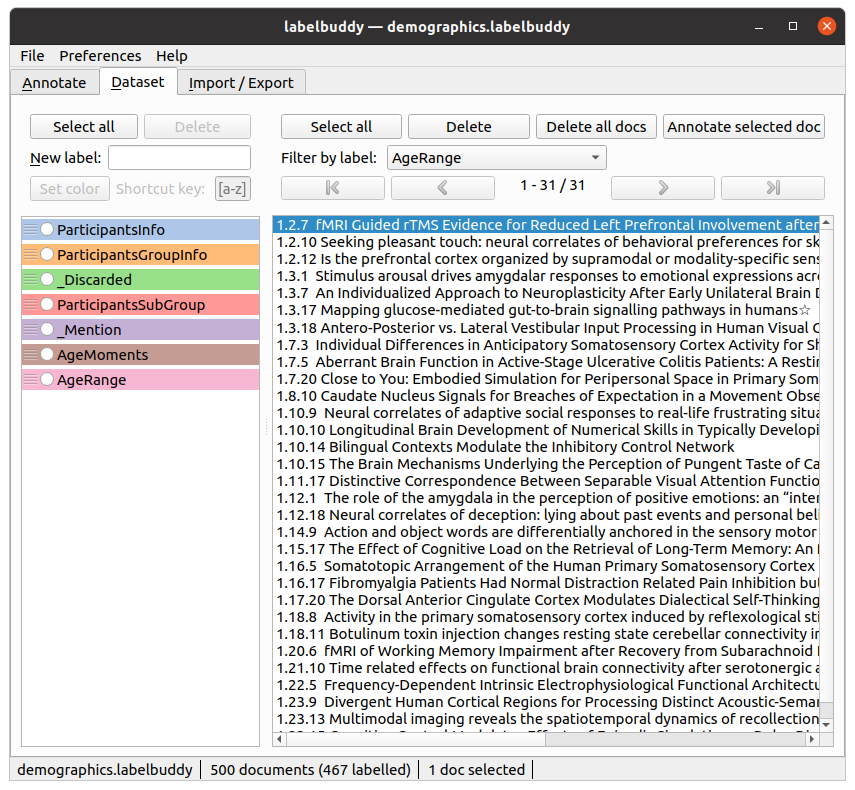 labelbuddy — demographics.labelbuddy
File Preferences Help
Annotate Dataset Import / Export
Select all Delete
New label:
Set color Shortcut key: [a-z]
ParticipantsInfo
ParticipantsGroupInfo
_Discarded
ParticipantsSubGroup
_Mention
AgeMoments
AgeRange
Select all Delete Delete all docs Annotate selected doc
Filter by label: AgeRange
1 - 31 / 31
1.2.7 fMRI Guided rTMS Evidence for Reduced Left Prefrontal Involvement after
1.2.10 Seeking pleasant touch: neural correlates of behavioral preferences for sk
1.2.12 Is the prefrontal cortex organized by supramodal or modality-specific sens
1.3.1 Stimulus arousal drives amygdalar responses to emotional expressions acr
1.3.7 An Individualized Approach to Neuroplasticity After Early Unilateral Brain D
1.3.17 Mapping glucose-mediated gut-to-brain signalling pathways in humans☆
1.3.18 Antero-Posterior vs. Lateral Vestibular Input Processing in Human Visual C
1.7.3 Individual Differences in Anticipatory Somatosensory Cortex Activity for Sh
1.7.5 Aberrant Brain Function in Active-Stage Ulcerative Colitis Patients: A Resti
1.7.20 Close to You: Embodied Simulation for Peripersonal Space in Primary Som
1.8.10 Caudate Nucleus Signals for Breaches of Expectation in a Movement Obse
1.10.9 Neural correlates of adaptive social responses to real-life frustrating situa
1.10.10 Longitudinal Brain Development of Numerical Skills in Typically Developi
1.10.14 Bilingual Contexts Modulate the Inhibitory Control Network
1.10.15 The Brain Mechanisms Underlying the Perception of Pungent Taste of Ca
1.11.17 Distinctive Correspondence Between Separable Visual Attention Functio
1.12.1 The role of the amygdala in the perception of positive emotions: an “inter
1.12.18 Neural correlates of deception: lying about past events and personal beli
1.14.9 Action and object words are differentially anchored in the sensory motor
1.15.17 The Effect of Cognitive Load on the Retrieval of Long-Term Memory: An
1.16.5 Somatotopic Arrangement of the Human Primary Somatosensory Cortex
1.16.17 Fibromyalgia Patients Had Normal Distraction Related Pain Inhibition but
1.17.20 The Dorsal Anterior Cingulate Cortex Modulates Dialectical Self-Thinking
1.18.8 Activity in the primary somatosensory cortex induced by reflexological sti
1.18.11 Botulinum toxin injection changes resting state cerebellar connectivity in
1.20.6 fMRI of Working Memory Impairment after Recovery from Subarachnoid
1.21.10 Time related effects on functional brain connectivity after serotonergic a
1.22.5 Frequency-Dependent Intrinsic Electrophysiological Functional Architectu
1.23.9 Divergent Human Cortical Regions for Processing Distinct Acoustic-Seman
1.23.13 Multimodal imaging reveals the spatiotemporal dynamics of recollection
demographics.labelbuddy 500 documents (467 labelled) 1 doc selected